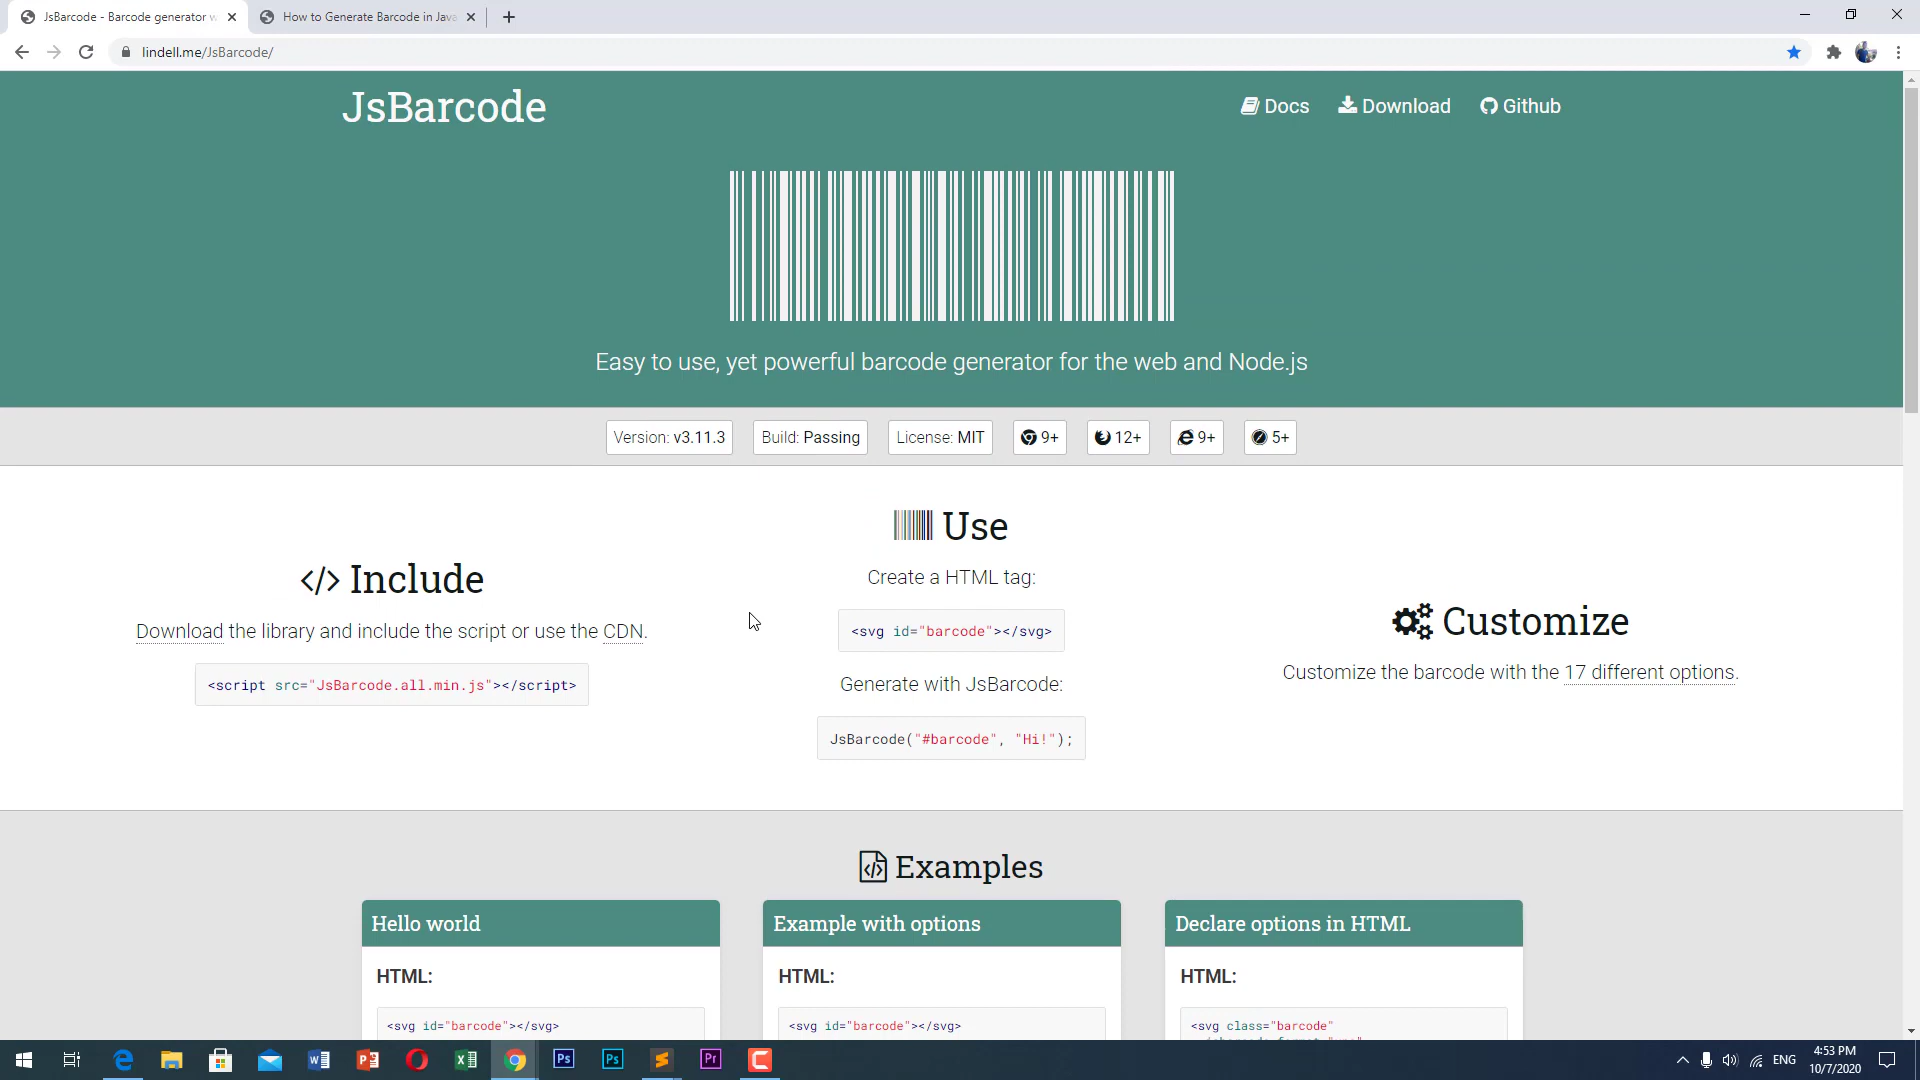 JsBarcode - Barcode generator w
How to Generate Barcode in Java
lindell.me/JsBarcode/
JsBarcode
Docs
Download
Github
Easy to use, yet powerful barcode generator for the web and Node.js
Version: v3.11.3
Build: Passing
License: MIT
9+
12+
9+
5+
</> Include
Download the library and include the script or use the CDN.
<script src="JsBarcode.all.min.js"></script>
Use
Create a HTML tag:
<svg id="barcode"></svg>
Generate with JsBarcode:
JsBarcode("#barcode", "Hi!");
Customize
Customize the barcode with the 17 different options.
Examples
Hello world
HTML:
<svg id="barcode"></svg>
Example with options
HTML:
<svg id="barcode"></svg>
Declare options in HTML
HTML:
<svg class="barcode"
ENG
4:53 PM
10/7/2020